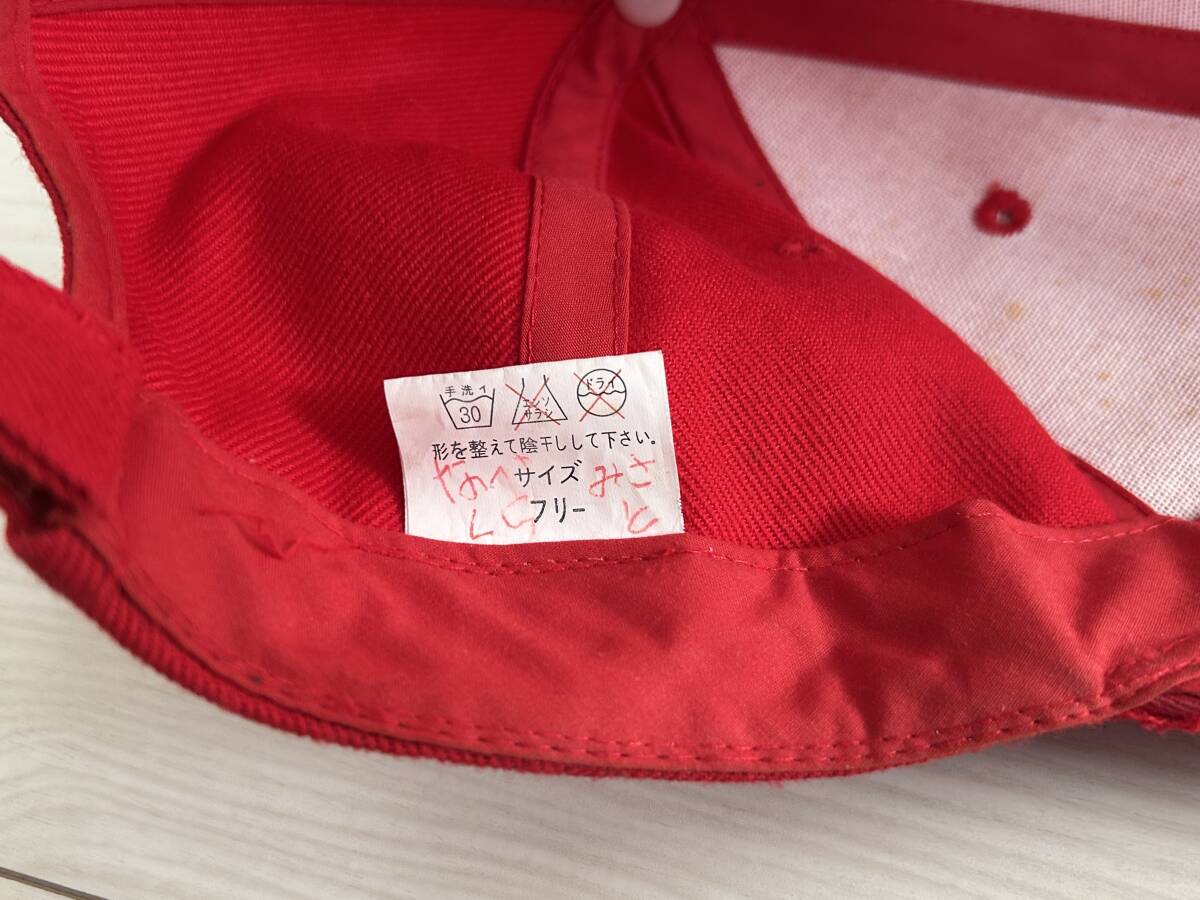 手洗イ
30
エンソ
サラシ
ドライ
形を整えて陰干しして下さい。
サイズ みさ
フリー と